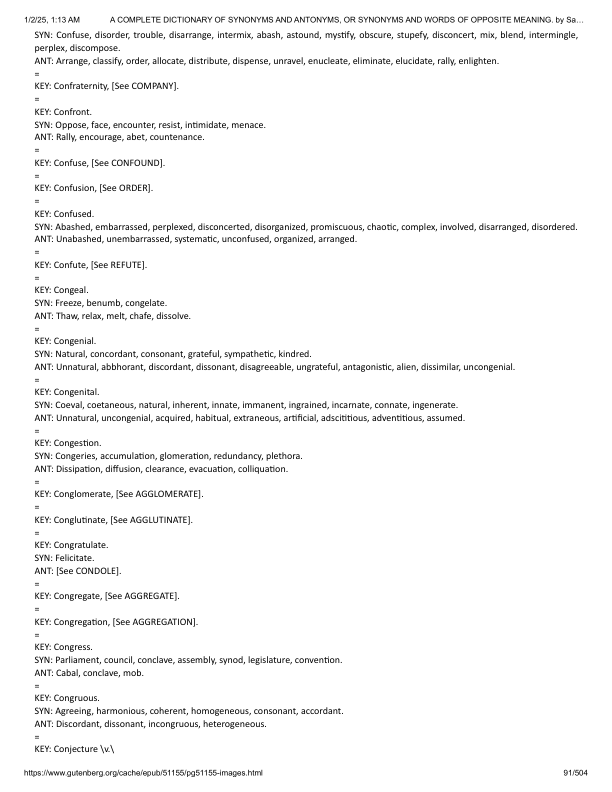 1/2/25, 1:13 AM A COMPLETE DICTIONARY OF SYNONYMS AND ANTONYMS, OR SYNONYMS AND WORDS OF OPPOSITE MEANING. by Sa…
SYN: Confuse, disorder, trouble, disarrange, intermix, abash, astound, mystify, obscure, stupefy, disconcert, mix, blend, intermingle,
perplex, discompose.
ANT: Arrange, classify, order, allocate, distribute, dispense, unravel, enucleate, eliminate, elucidate, rally, enlighten.
=
KEY: Confraternity, [See COMPANY].
=
KEY: Confront.
SYN: Oppose, face, encounter, resist, intimidate, menace.
ANT: Rally, encourage, abet, countenance.
=
KEY: Confuse, [See CONFOUND].
=
KEY: Confusion, [See ORDER].
=
KEY: Confused.
SYN: Abashed, embarrassed, perplexed, disconcerted, disorganized, promiscuous, chaotic, complex, involved, disarranged, disordered.
ANT: Unabashed, unembarrassed, systematic, unconfused, organized, arranged.
=
KEY: Confute, [See REFUTE].
=
KEY: Congeal.
SYN: Freeze, benumb, congelate.
ANT: Thaw, relax, melt, chafe, dissolve.
=
KEY: Congenial.
SYN: Natural, concordant, consonant, grateful, sympathetic, kindred.
ANT: Unnatural, abbhorant, discordant, dissonant, disagreeable, ungrateful, antagonistic, alien, dissimilar, uncongenial.
=
KEY: Congenital.
SYN: Coeval, coetaneous, natural, inherent, innate, immanent, ingrained, incarnate, connate, ingenerate.
ANT: Unnatural, uncongenial, acquired, habitual, extraneous, artificial, adscititious, adventitious, assumed.
=
KEY: Congestion.
SYN: Congeries, accumulation, glomeration, redundancy, plethora.
ANT: Dissipation, diffusion, clearance, evacuation, colliquation.
=
KEY: Conglomerate, [See AGGLOMERATE].
=
KEY: Conglutinate, [See AGGLUTINATE].
=
KEY: Congratulate.
SYN: Felicitate.
ANT: [See CONDOLE].
=
KEY: Congregate, [See AGGREGATE].
=
KEY: Congregation, [See AGGREGATION].
=
KEY: Congress.
SYN: Parliament, council, conclave, assembly, synod, legislature, convention.
ANT: Cabal, conclave, mob.
=
KEY: Congruous.
SYN: Agreeing, harmonious, coherent, homogeneous, consonant, accordant.
ANT: Discordant, dissonant, incongruous, heterogeneous.
=
KEY: Conjecture \v.\
https://www.gutenberg.org/cache/epub/51155/pg51155-images.html 91/504